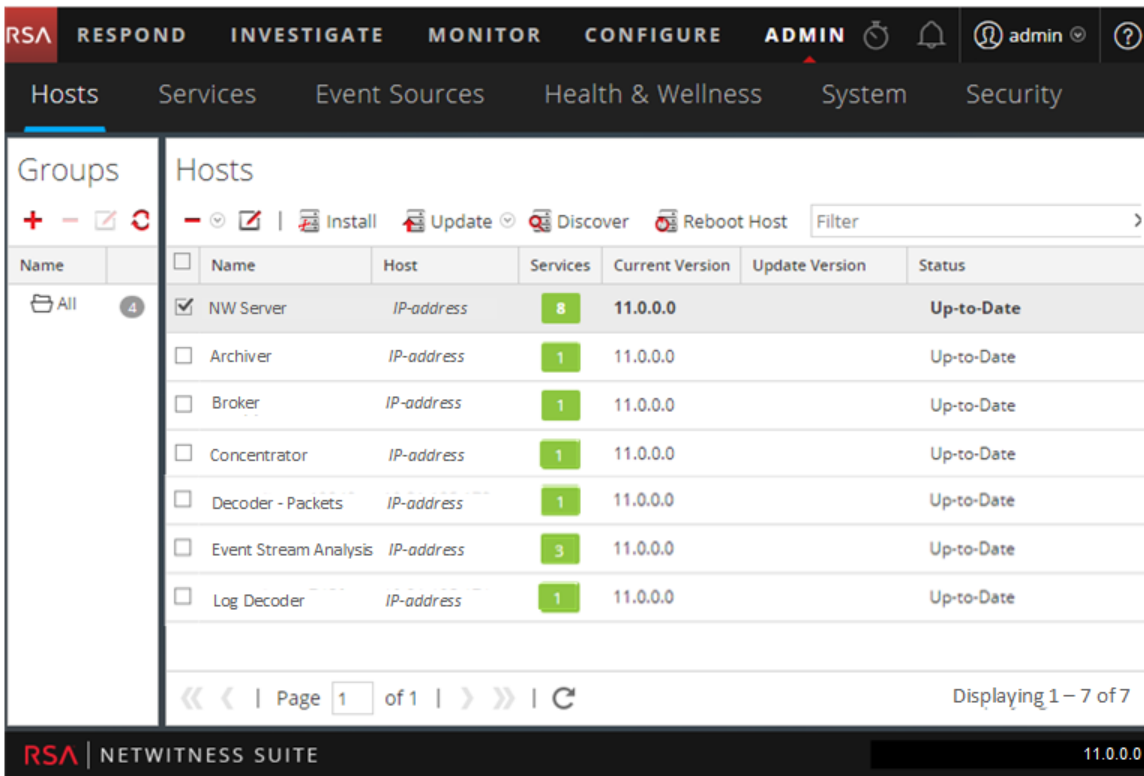 RSA RESPOND INVESTIGATE MONITOR CONFIGURE ADMIN admin ?
Hosts Services Event Sources Health & Wellness System Security
Groups
Name
All 4
Hosts
Install Update Discover Reboot Host Filter
Name Host Services Current Version Update Version Status
NW Server IP-address 8 11.0.0.0 Up-to-Date
Archiver IP-address 1 11.0.0.0 Up-to-Date
Broker IP-address 1 11.0.0.0 Up-to-Date
Concentrator IP-address 1 11.0.0.0 Up-to-Date
Decoder - Packets IP-address 1 11.0.0.0 Up-to-Date
Event Stream Analysis IP-address 3 11.0.0.0 Up-to-Date
Log Decoder IP-address 1 11.0.0.0 Up-to-Date
Page 1 of 1 Displaying 1 – 7 of 7
RSA NETWITNESS SUITE 11.0.0.0